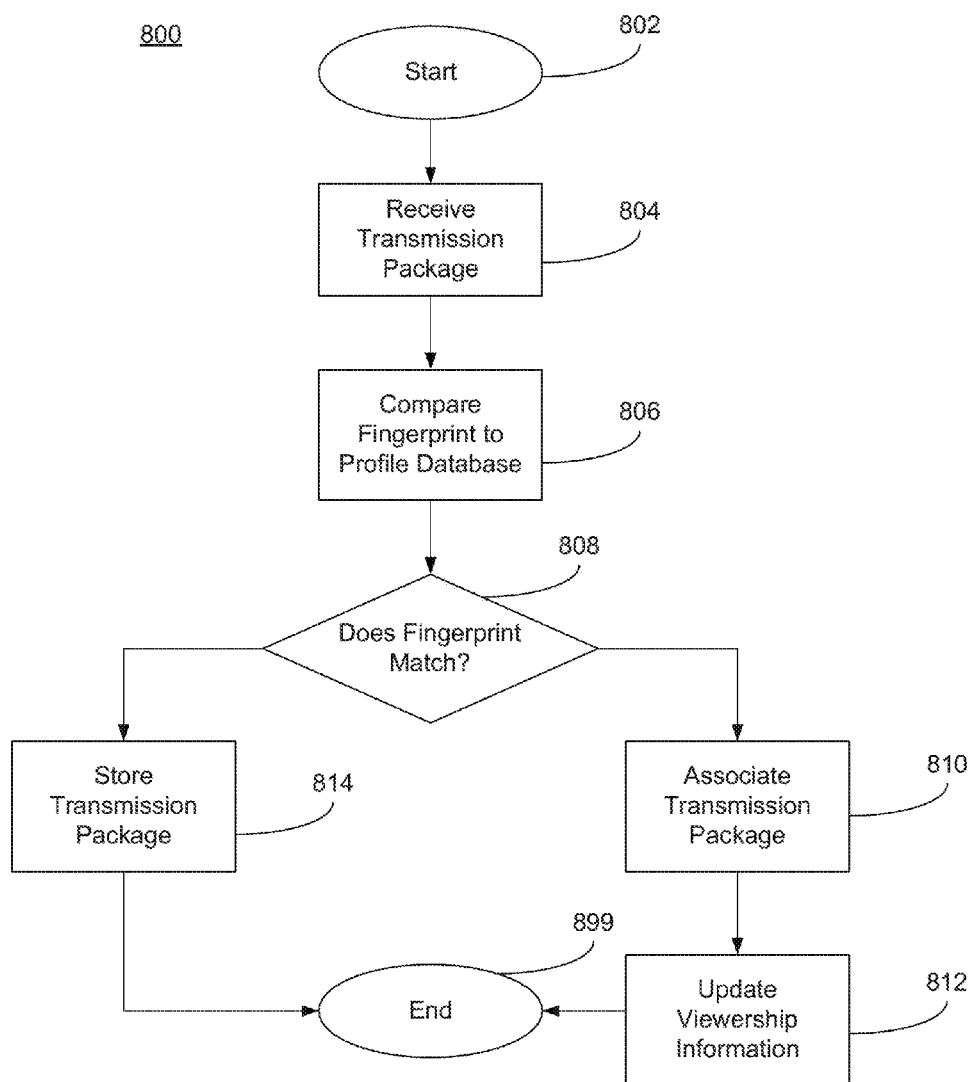 800
802
Start
804
Receive
Transmission
Package
806
Compare
Fingerprint to
Profile Database
808
Does Fingerprint
Match?
Store
Transmission
Package
814
Associate
Transmission
Package
810
899
End
Update
Viewership
Information
812